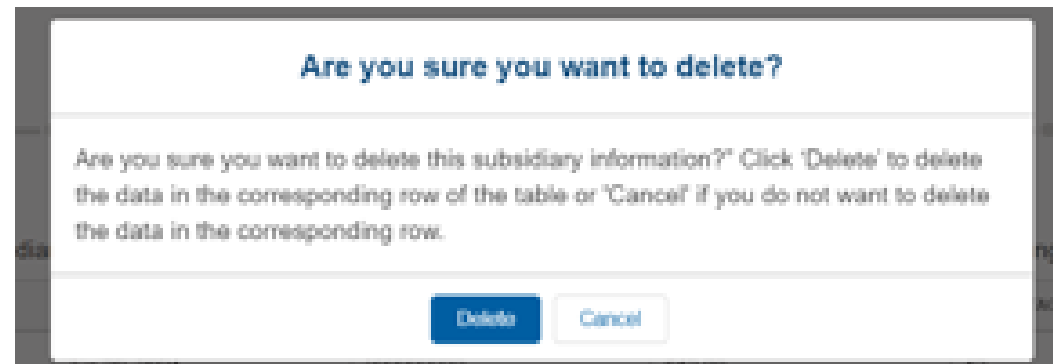 Are you sure you want to delete?
Are you sure you want to delete this subsidiary information?" Click 'Delete' to delete
the data in the corresponding row of the table or 'Cancel' if you do not want to delete
the data in the corresponding row.
Delete Cancel